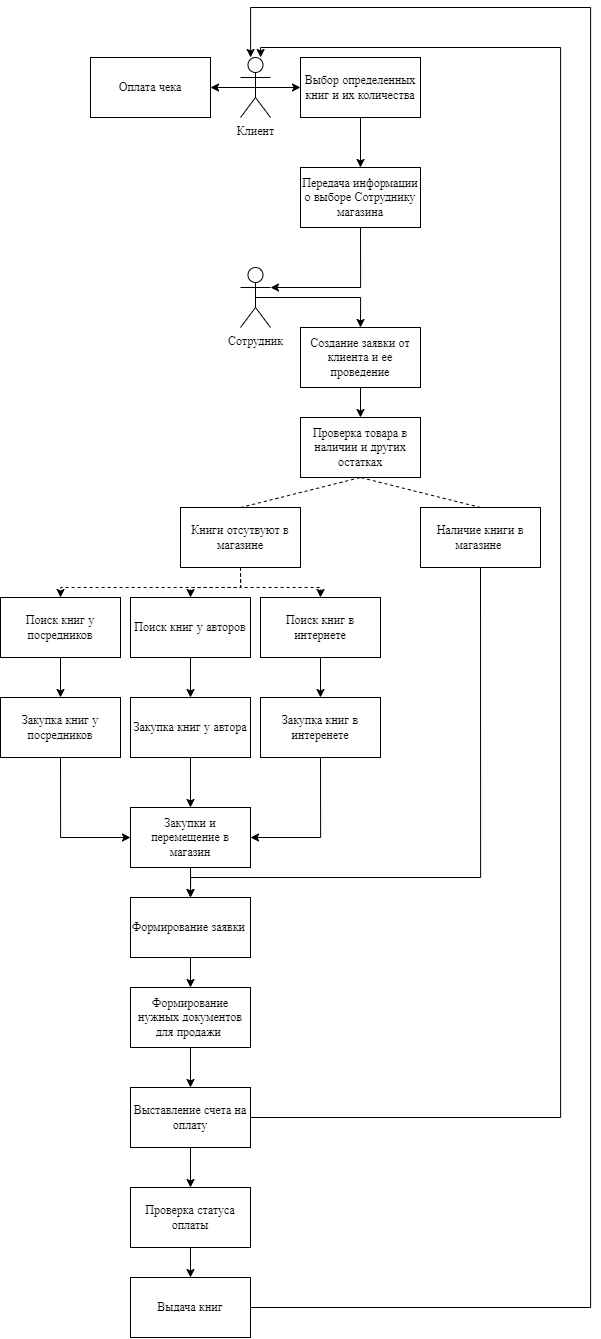 Оплата чека
Выбор определенных
книг и их количества
Клиент
Передача информации
о выборе Сотруднику
магазина
Сотрудник
Создание заявки от
клиента и ее
проведение
Проверка товара в
наличии и других
остатках
Книги отсутвуют в
магазине
Наличие книги в
магазине
Поиск книг у
посредников
Поиск книг у авторов
Поиск книг в
интернете
Закупка книг у
посредников
Закупка книг у автора
Закупка книг в
интеренете
Закупки и
перемещение в
магазин
Формирование заявки
Формирование
нужных документов
для продажи
Выставление счета на
оплату
Проверка статуса
оплаты
Выдача книг